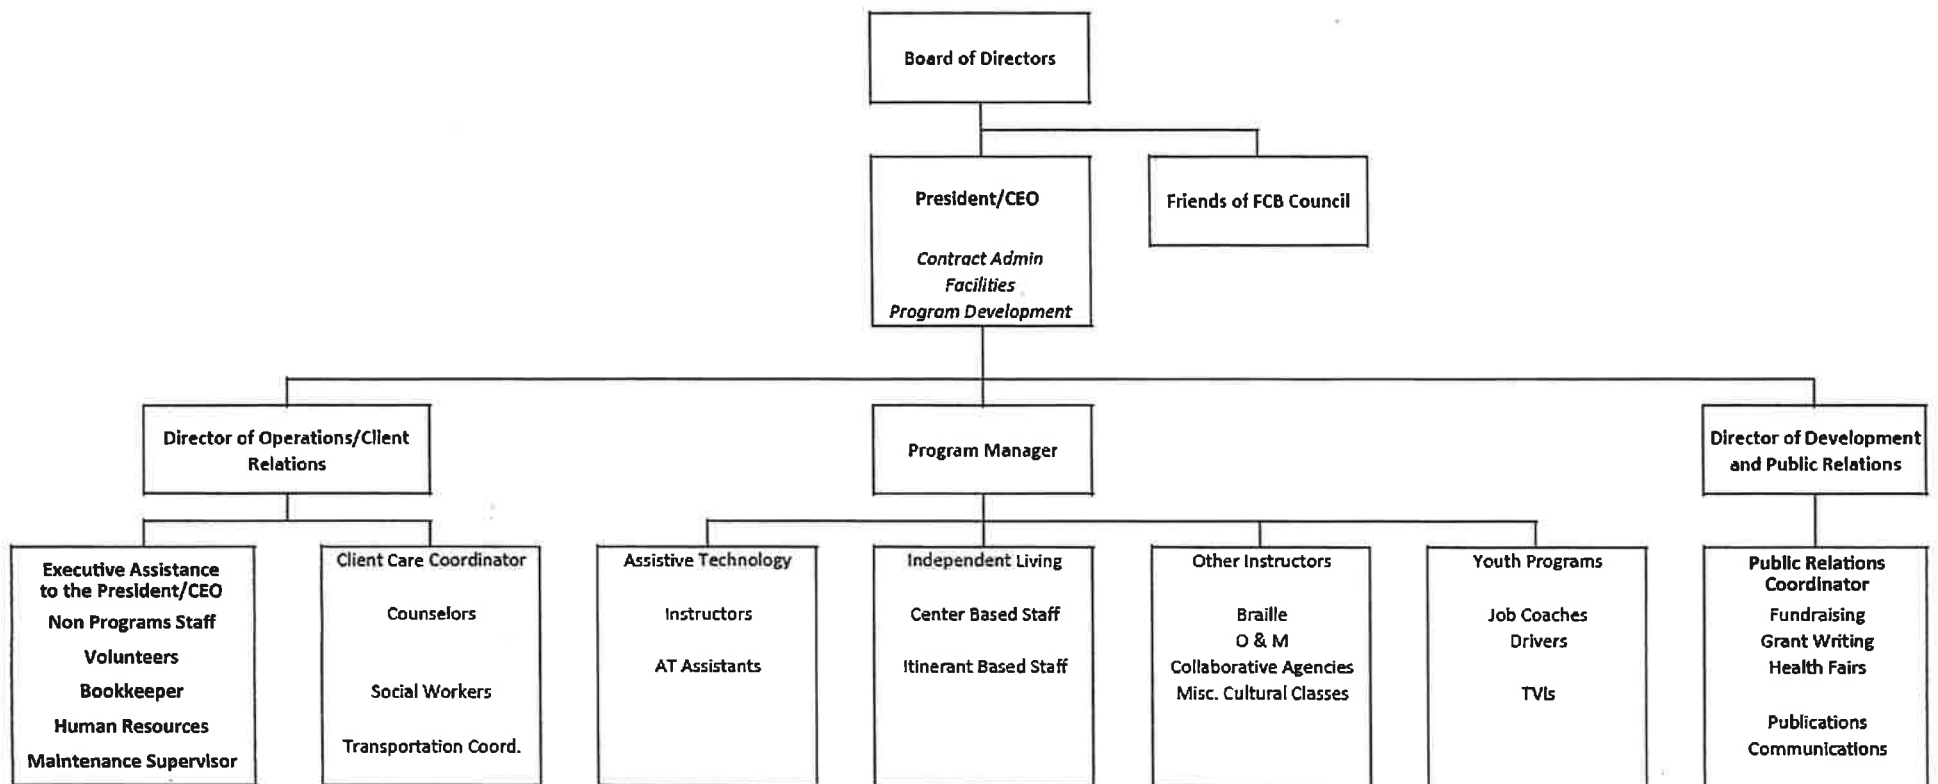 Board of Directors
President/CEO
Contract Admin
Facilities
Program Development
Friends of FCB Council
Director of Operations/Client
Relations
Program Manager
Director of Development
and Public Relations
Executive Assistance
to the President/CEO
Non Programs Staff
Volunteers
Bookkeeper
Human Resources
Maintenance Supervisor
Client Care Coordinator
Counselors
Social Workers
Transportation Coord.
Assistive Technology
Instructors
AT Assistants
Independent Living
Center Based Staff
Itinerant Based Staff
Other Instructors
Braille
O & M
Collaborative Agencies
Misc. Cultural Classes
Youth Programs
Job Coaches
Drivers
TVIs
Public Relations
Coordinator
Fundraising
Grant Writing
Health Fairs
Publications
Communications